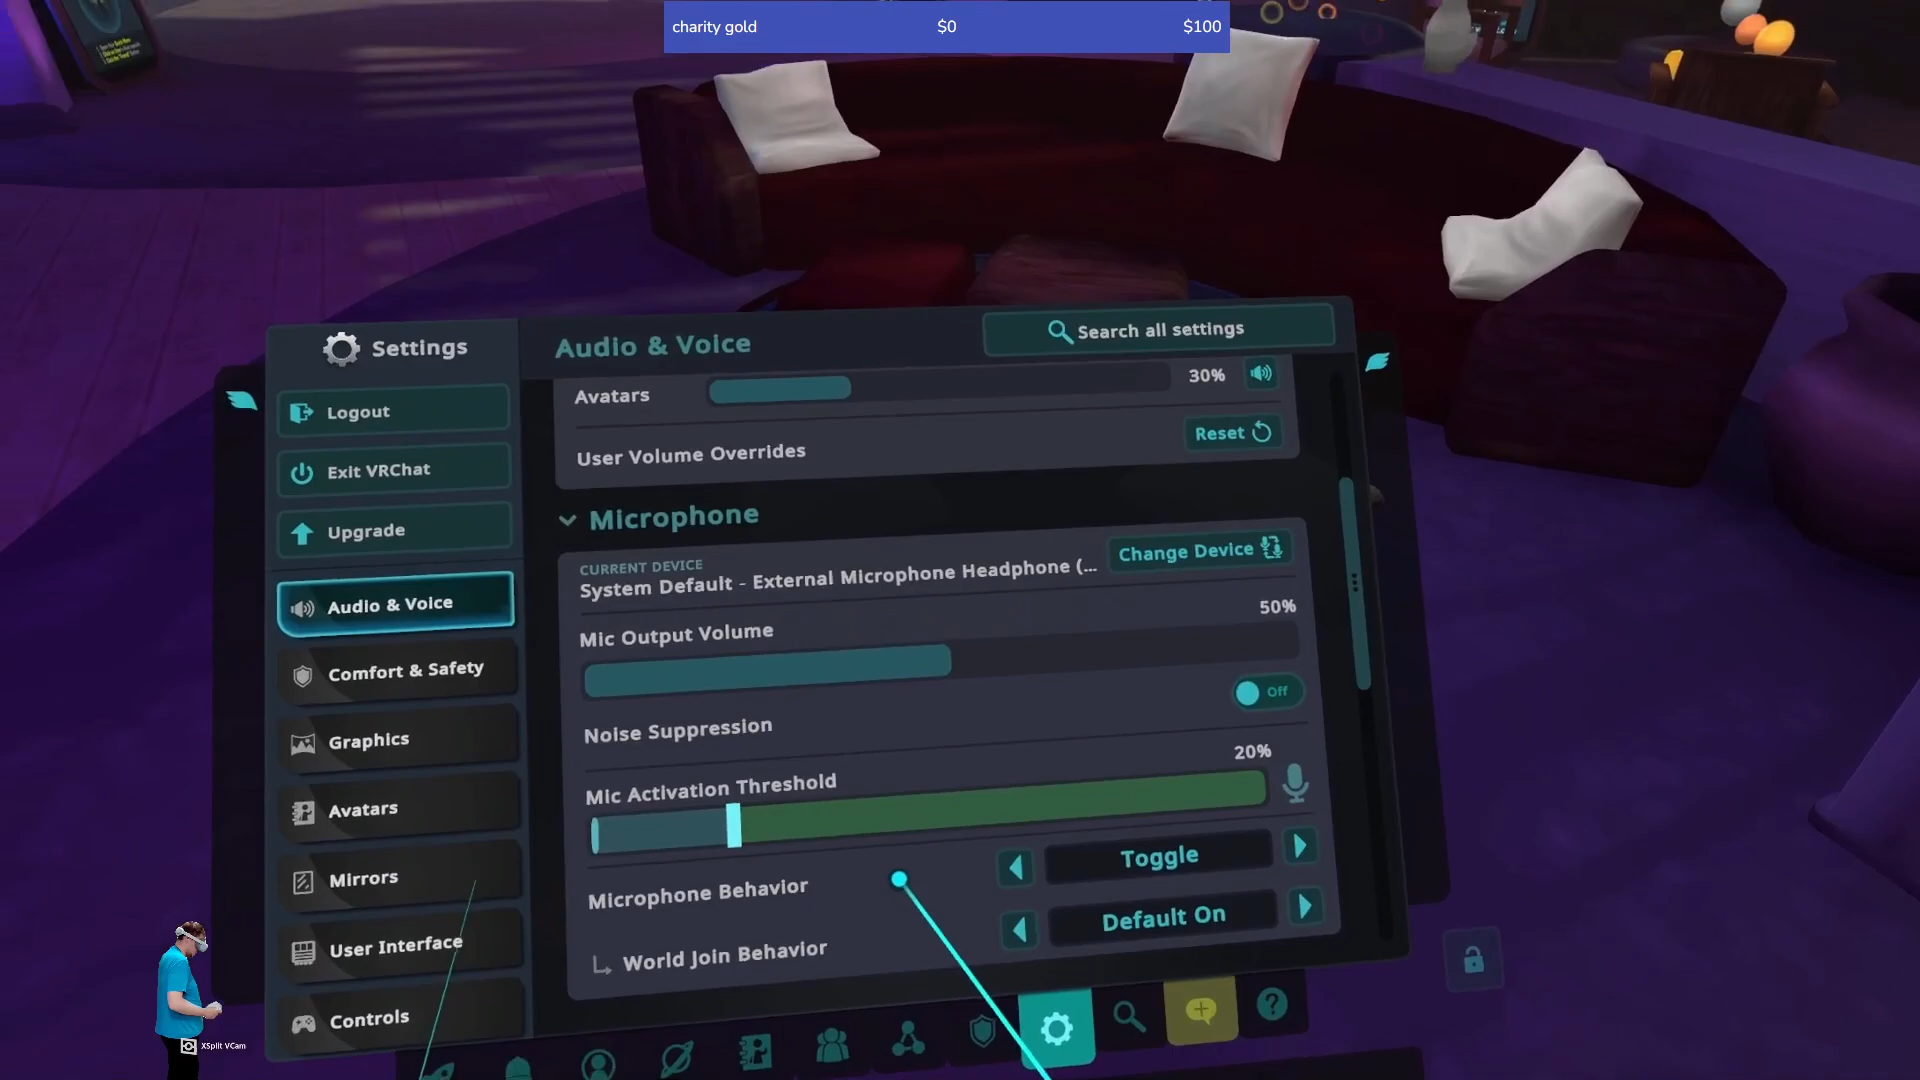 charity gold $0 $100
Settings
Audio & Voice
Search all settings
Logout
Exit VRChat
Upgrade
Audio & Voice
Comfort & Safety
Graphics
Avatars
Mirrors
User Interface
Controls
Avatars 30%
User Volume Overrides Reset
Microphone
CURRENT DEVICE
System Default - External Microphone Headphone (...
Change Device
Mic Output Volume 50%
Noise Suppression Off
Mic Activation Threshold 20%
Microphone Behavior Toggle
World Join Behavior Default On
XSplit VCam